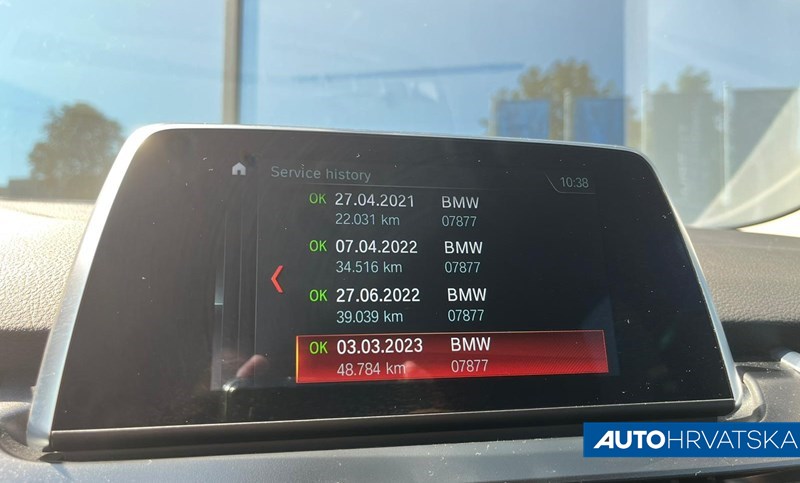 Service history
10:38
OK 27.04.2021 BMW
22.031 km 07877
OK 07.04.2022 BMW
34.516 km 07877
OK 27.06.2022 BMW
39.039 km 07877
OK 03.03.2023 BMW
48.784 km 07877
AUTOHRVATSKA